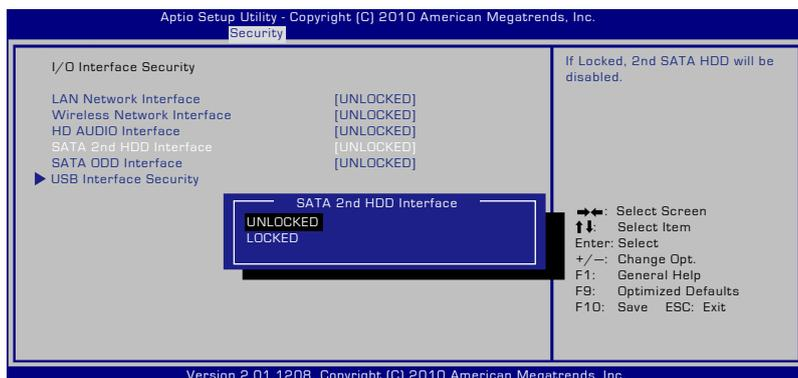 Aptio Setup Utility - Copyright (C) 2010 American Megatrends, Inc.
Security
I/O Interface Security
LAN Network Interface [UNLOCKED]
Wireless Network Interface [UNLOCKED]
HD AUDIO Interface [UNLOCKED]
SATA 2nd HDD Interface [UNLOCKED]
SATA ODD Interface [UNLOCKED]
USB Interface Security
SATA 2nd HDD Interface
UNLOCKED
LOCKED
If Locked, 2nd SATA HDD will be
disabled.
→←: Select Screen
↑↓: Select Item
Enter: Select
+/—: Change Opt.
F1: General Help
F9: Optimized Defaults
F10: Save ESC: Exit
Version 2.01.1208. Copyright (C) 2010 American Megatrends, Inc.